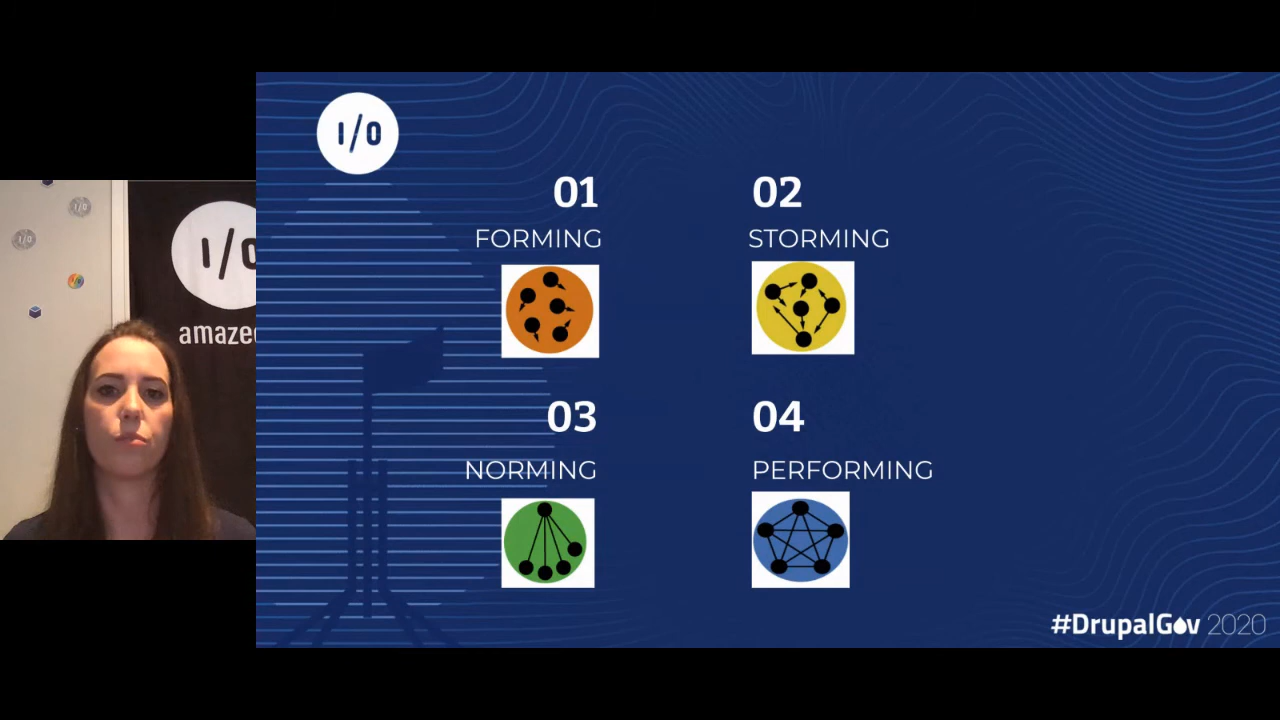 I/O
01
FORMING
02
STORMING
03
NORMING
04
PERFORMING
#DrupalGov 2020
I/O
amazee